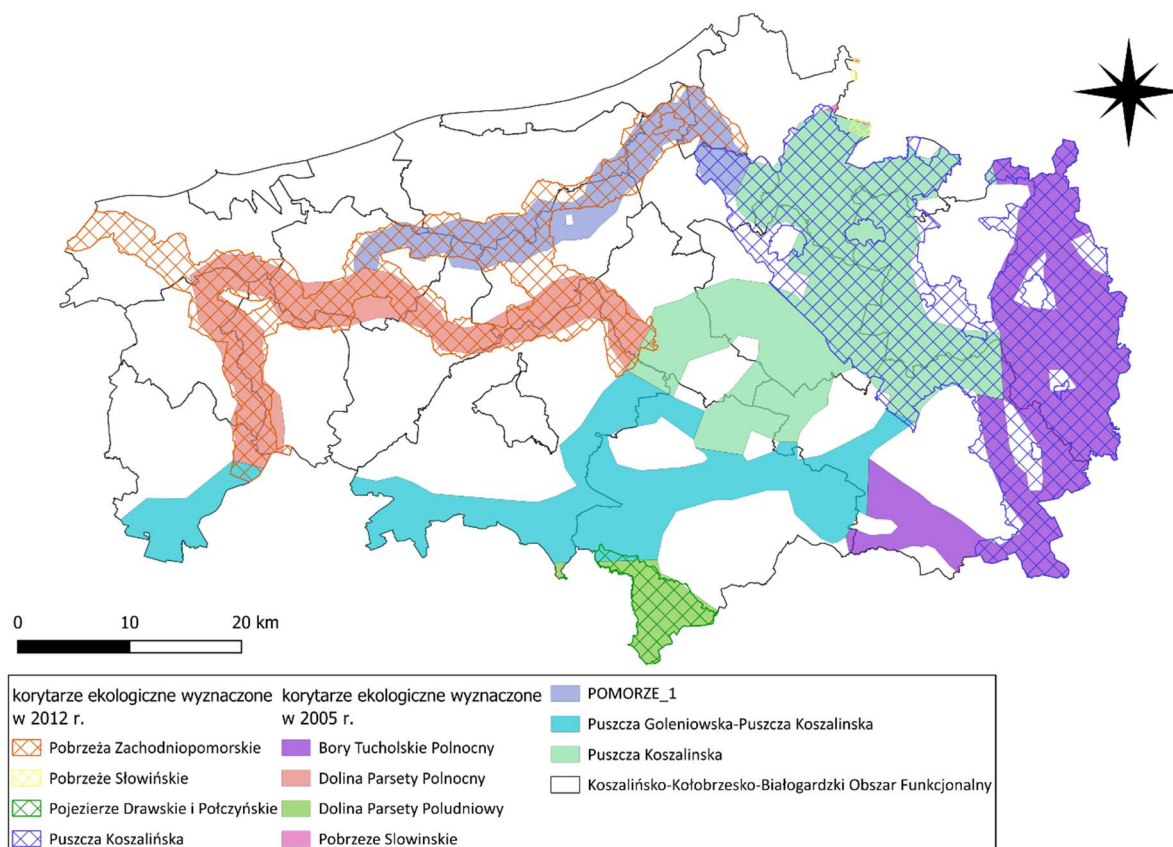 0 10 20 km
korytarze ekologiczne wyznaczone
w 2012 r.
Pobrzeża Zachodniopomorskie
Pobrzeże Słowińskie
Pojezierze Drawskie i Połczyńskie
Puszcza Koszalińska
korytarze ekologiczne wyznaczone
w 2005 r.
Bory Tucholskie Polnocny
Dolina Parsety Polnocny
Dolina Parsety Poludniowy
Pobrzeze Slowinskie
POMORZE_1
Puszcza Goleniowska-Puszcza Koszalinska
Puszcza Koszalinska
Koszalińsko-Kołobrzesko-Białogardzki Obszar Funkcjonalny